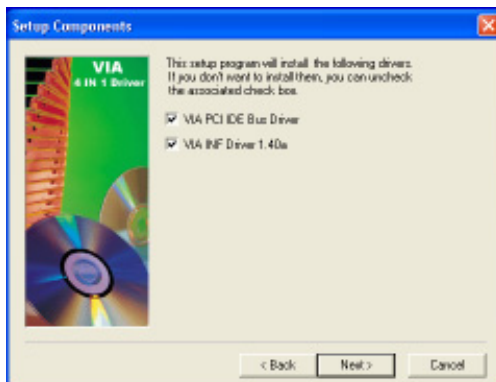 Setup Components
VIA
4 IN 1 Driver
This setup program will install the following drivers.
If you don't want to install them, you can uncheck
the associated check box.
VIA PCI IDE Bus Driver
VIA INF Driver 1.40a
< Back
Next >
Cancel